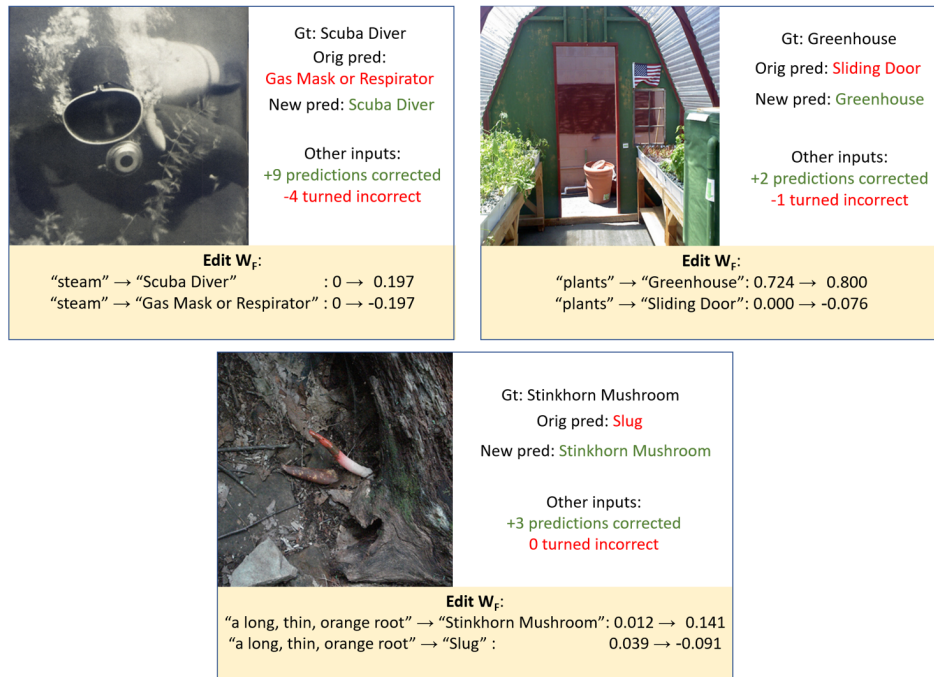 Gt: Scuba Diver
Orig pred:
Gas Mask or Respirator
New pred: Scuba Diver
Other inputs:
+9 predictions corrected
-4 turned incorrect
Edit W_F:
“steam” → “Scuba Diver” : 0 → 0.197
“steam” → “Gas Mask or Respirator” : 0 → -0.197
Gt: Greenhouse
Orig pred: Sliding Door
New pred: Greenhouse
Other inputs:
+2 predictions corrected
-1 turned incorrect
Edit W_F:
“plants” → “Greenhouse”: 0.724 → 0.800
“plants” → “Sliding Door”: 0.000 → -0.076
Gt: Stinkhorn Mushroom
Orig pred: Slug
New pred: Stinkhorn Mushroom
Other inputs:
+3 predictions corrected
0 turned incorrect
Edit W_F:
“a long, thin, orange root” → “Stinkhorn Mushroom”: 0.012 → 0.141
“a long, thin, orange root” → “Slug” : 0.039 → -0.091